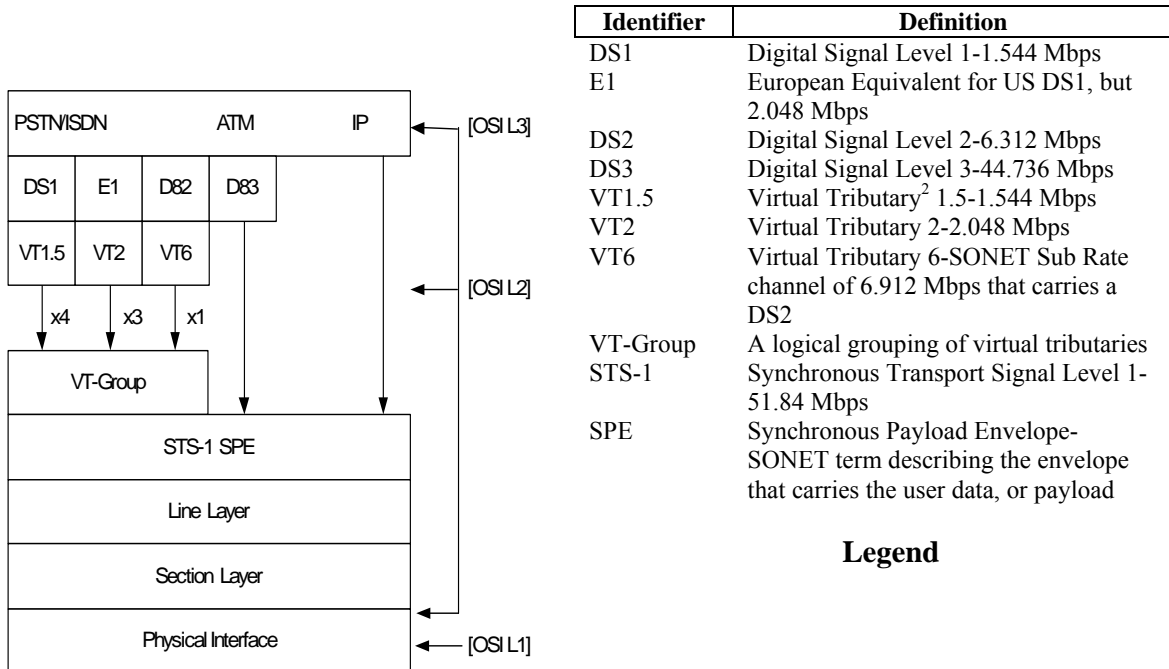 PSTN/ISDN ATM IP
[OSI L3]
DS1 E1 D82 D83
VT1.5 VT2 VT6
[OSI L2]
x4 x3 x1
VT-Group
STS-1 SPE
Line Layer
Section Layer
Physical Interface
[OSI L1]
Identifier Definition
DS1 Digital Signal Level 1-1.544 Mbps
E1 European Equivalent for US DS1, but
2.048 Mbps
DS2 Digital Signal Level 2-6.312 Mbps
DS3 Digital Signal Level 3-44.736 Mbps
VT1.5 Virtual Tributary² 1.5-1.544 Mbps
VT2 Virtual Tributary 2-2.048 Mbps
VT6 Virtual Tributary 6-SONET Sub Rate
channel of 6.912 Mbps that carries a
DS2
VT-Group A logical grouping of virtual tributaries
STS-1 Synchronous Transport Signal Level 1-
51.84 Mbps
SPE Synchronous Payload Envelope-
SONET term describing the envelope
that carries the user data, or payload
Legend